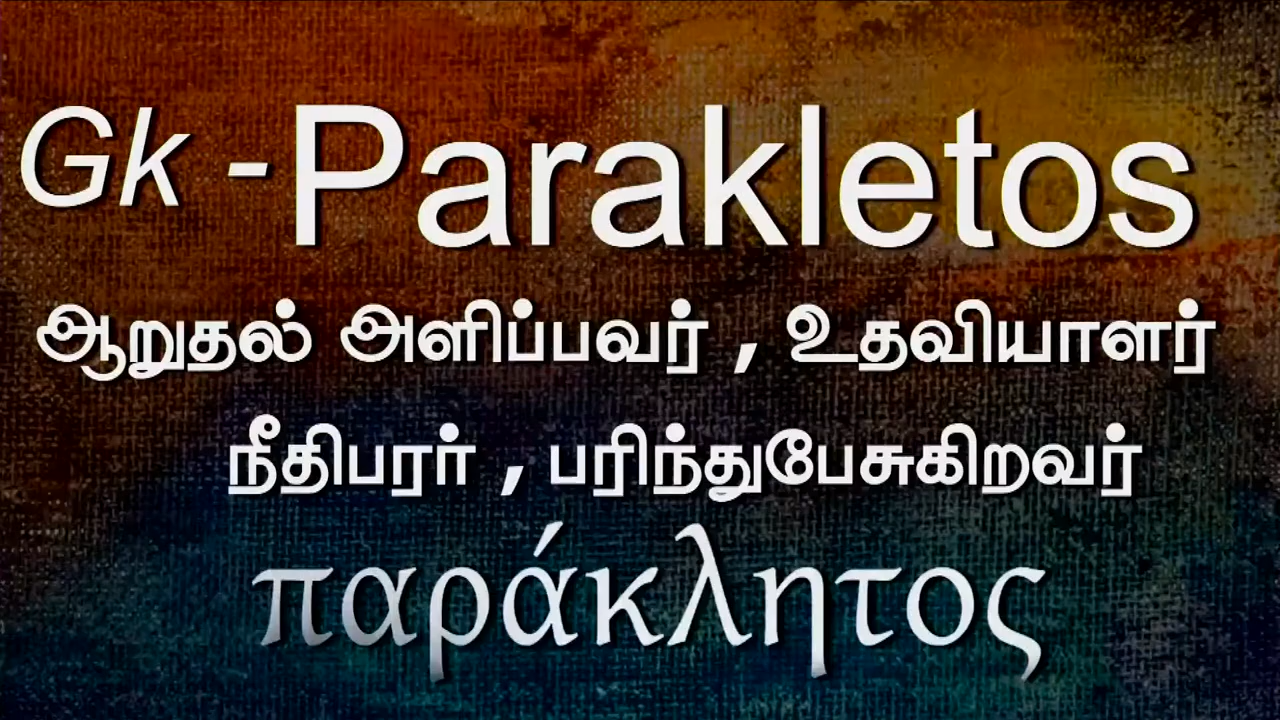 Gk - Parakletos
ஆறுதல் அளிப்பவர் , உதவியாளர்
நீதிபரர் , பரிந்துபேசுகிறவர்
παράκλητος